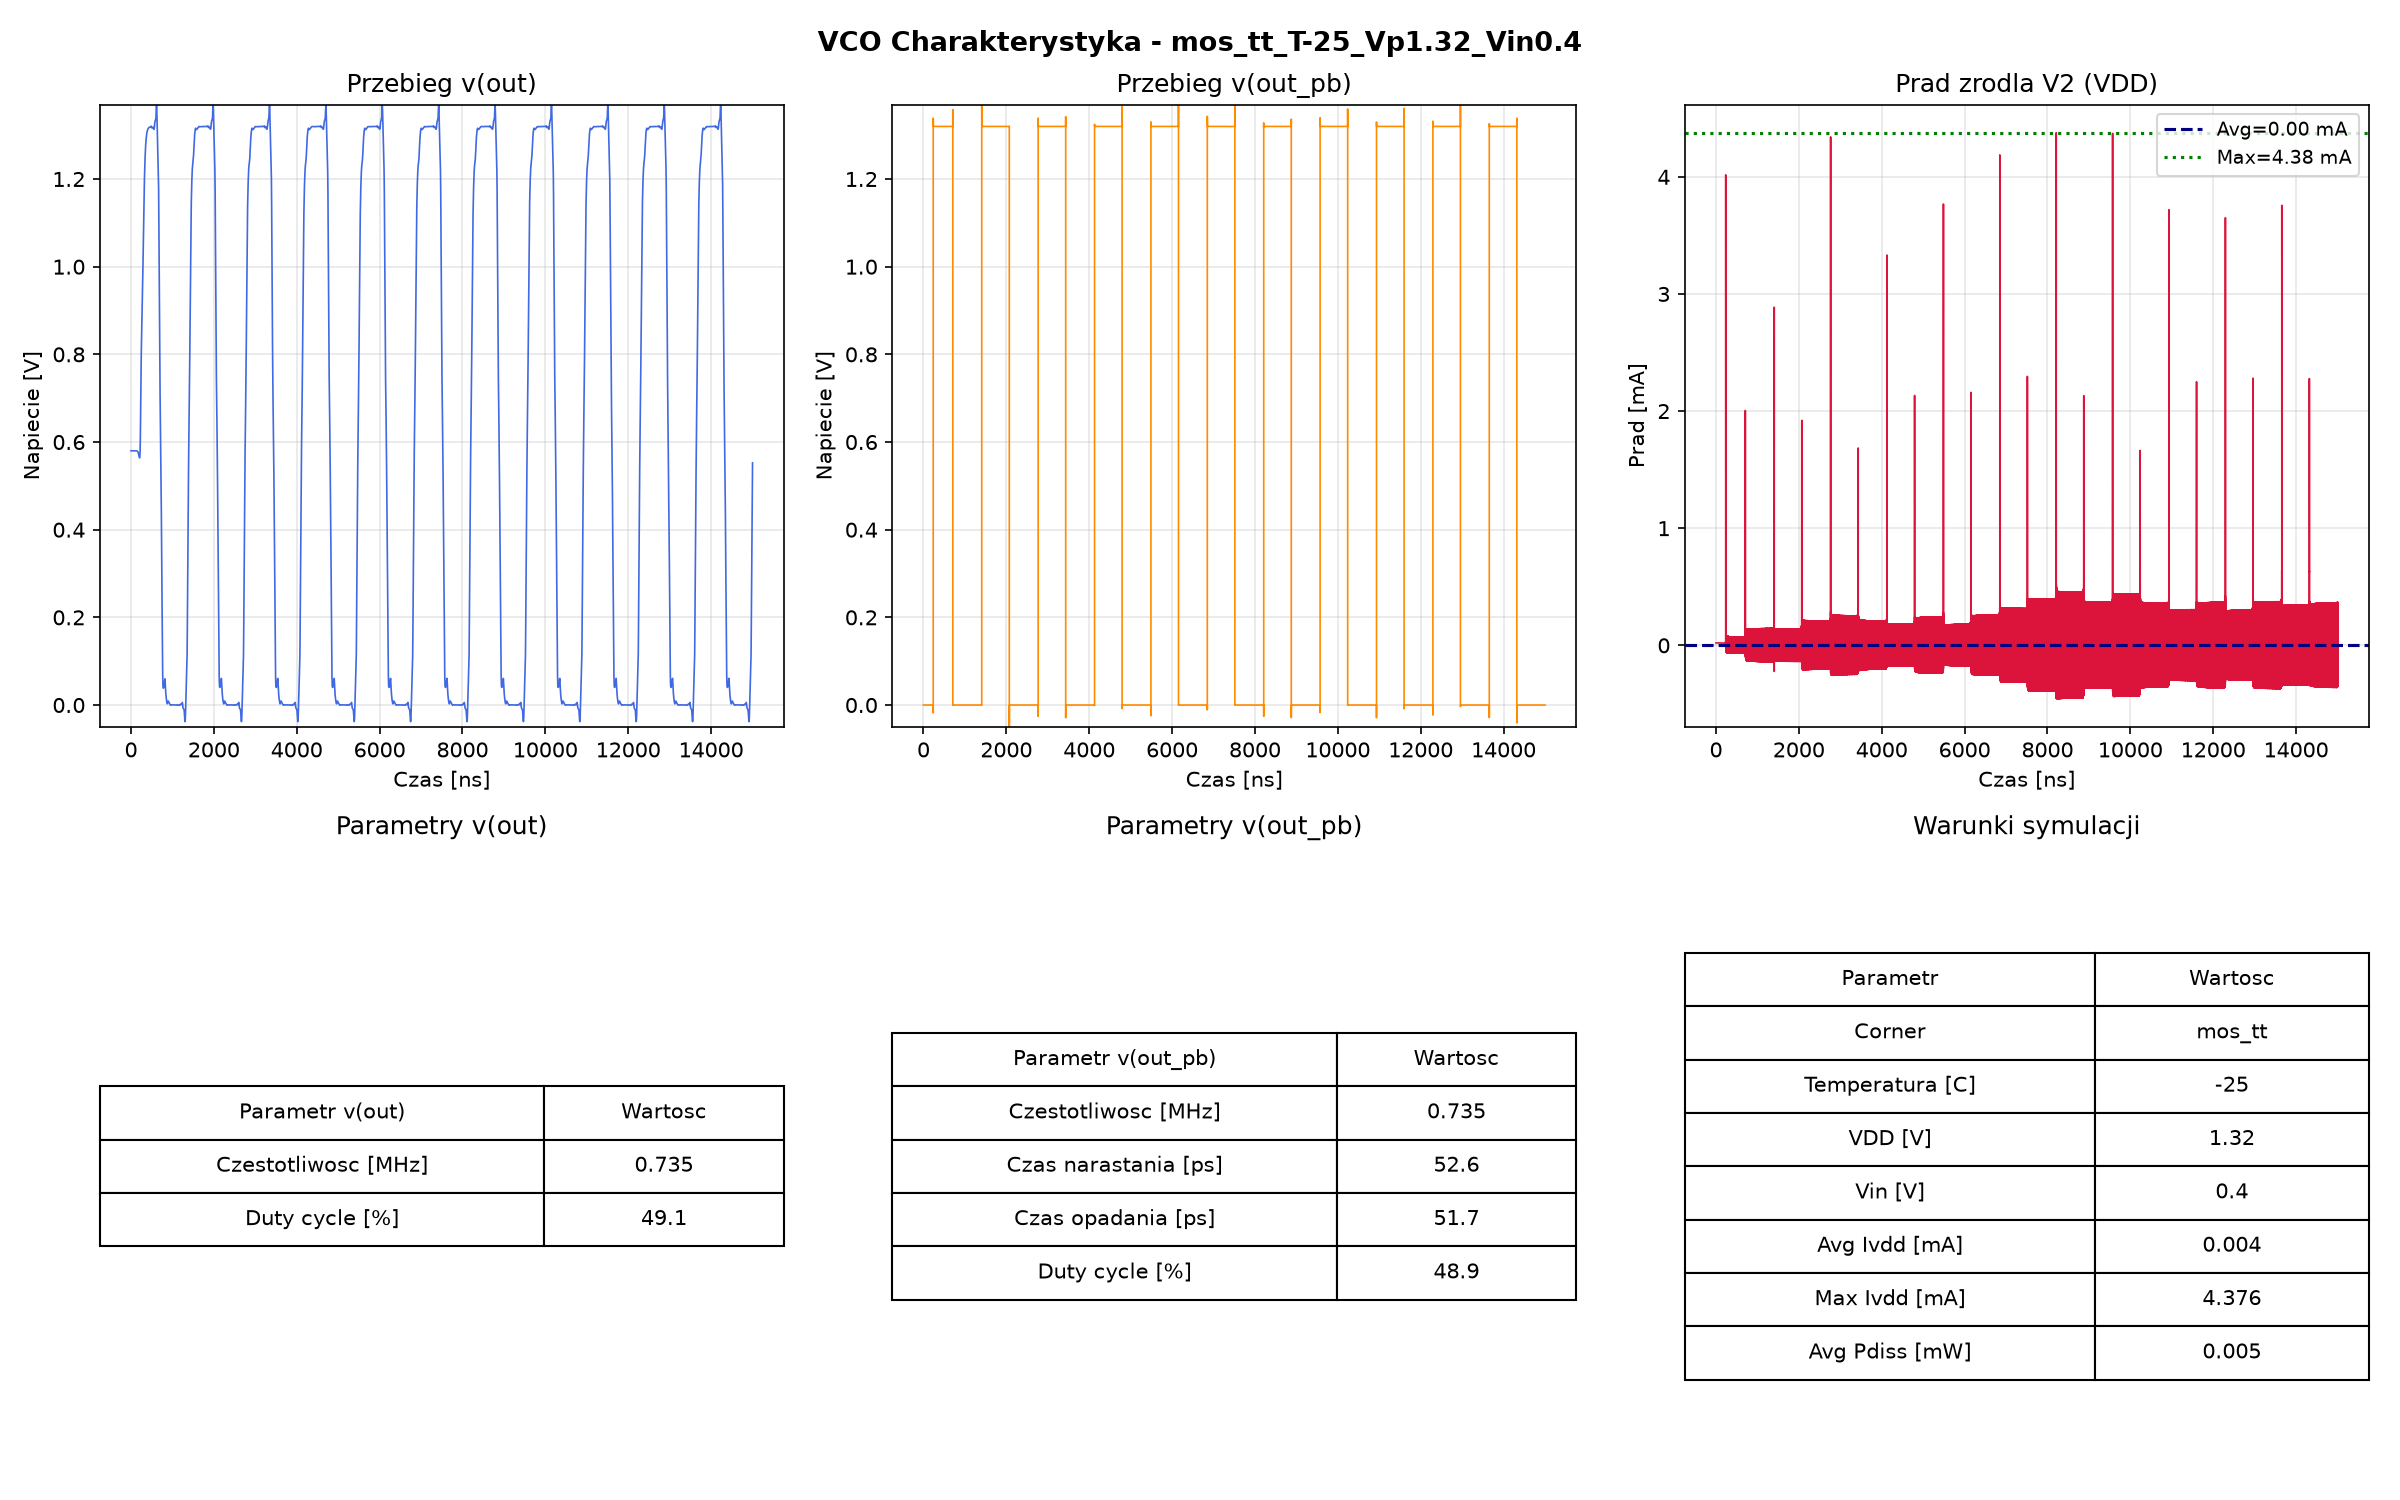 VCO Charakterystyka - mos_tt_T-25_Vp1.32_Vin0.4
Przebieg v(out)
Napiecie [V]
1.2
1.0
0.8
0.6
0.4
0.2
0.0
0 2000 4000 6000 8000 10000 12000 14000
Czas [ns]
Przebieg v(out_pb)
Napiecie [V]
1.2
1.0
0.8
0.6
0.4
0.2
0.0
0 2000 4000 6000 8000 10000 12000 14000
Czas [ns]
Prad zrodla V2 (VDD)
Avg=0.00 mA
Max=4.38 mA
Prad [mA]
4
3
2
1
0
0 2000 4000 6000 8000 10000 12000 14000
Czas [ns]
Parametry v(out)
Parametr v(out) Wartosc
Czestotliwosc [MHz] 0.735
Duty cycle [%] 49.1
Parametry v(out_pb)
Parametr v(out_pb) Wartosc
Czestotliwosc [MHz] 0.735
Czas narastania [ps] 52.6
Czas opadania [ps] 51.7
Duty cycle [%] 48.9
Warunki symulacji
Parametr Wartosc
Corner mos_tt
Temperatura [C] -25
VDD [V] 1.32
Vin [V] 0.4
Avg Ivdd [mA] 0.004
Max Ivdd [mA] 4.376
Avg Pdiss [mW] 0.005